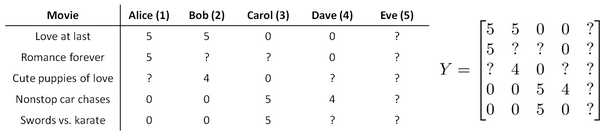 Movie Alice (1) Bob (2) Carol (3) Dave (4) Eve (5)
Love at last 5 5 0 0 ?
Romance forever 5 ? ? 0 ?
Cute puppies of love ? 4 0 ? ?
Nonstop car chases 0 0 5 4 ?
Swords vs. karate 0 0 5 ? ?
Y =
5 5 0 0 ?
5 ? ? 0 ?
? 4 0 ? ?
0 0 5 4 ?
0 0 5 0 ?